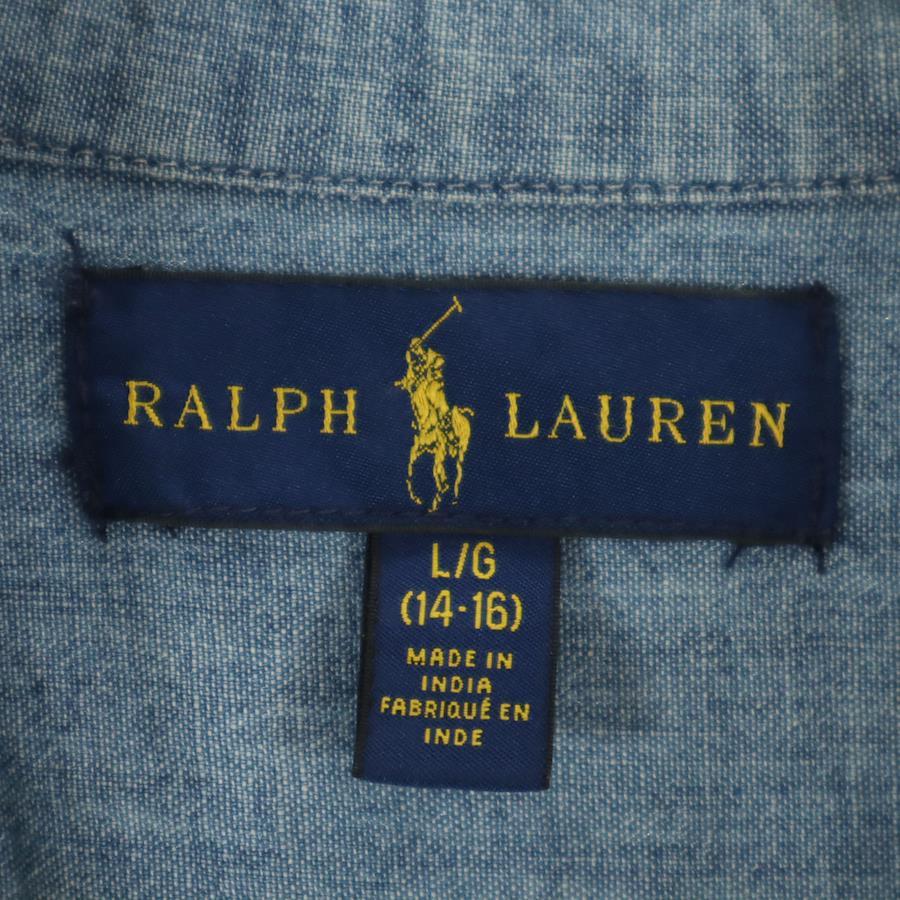 RALPH LAUREN
L/G
(14-16)
MADE IN
INDIA
FABRIQUÉ EN
INDE